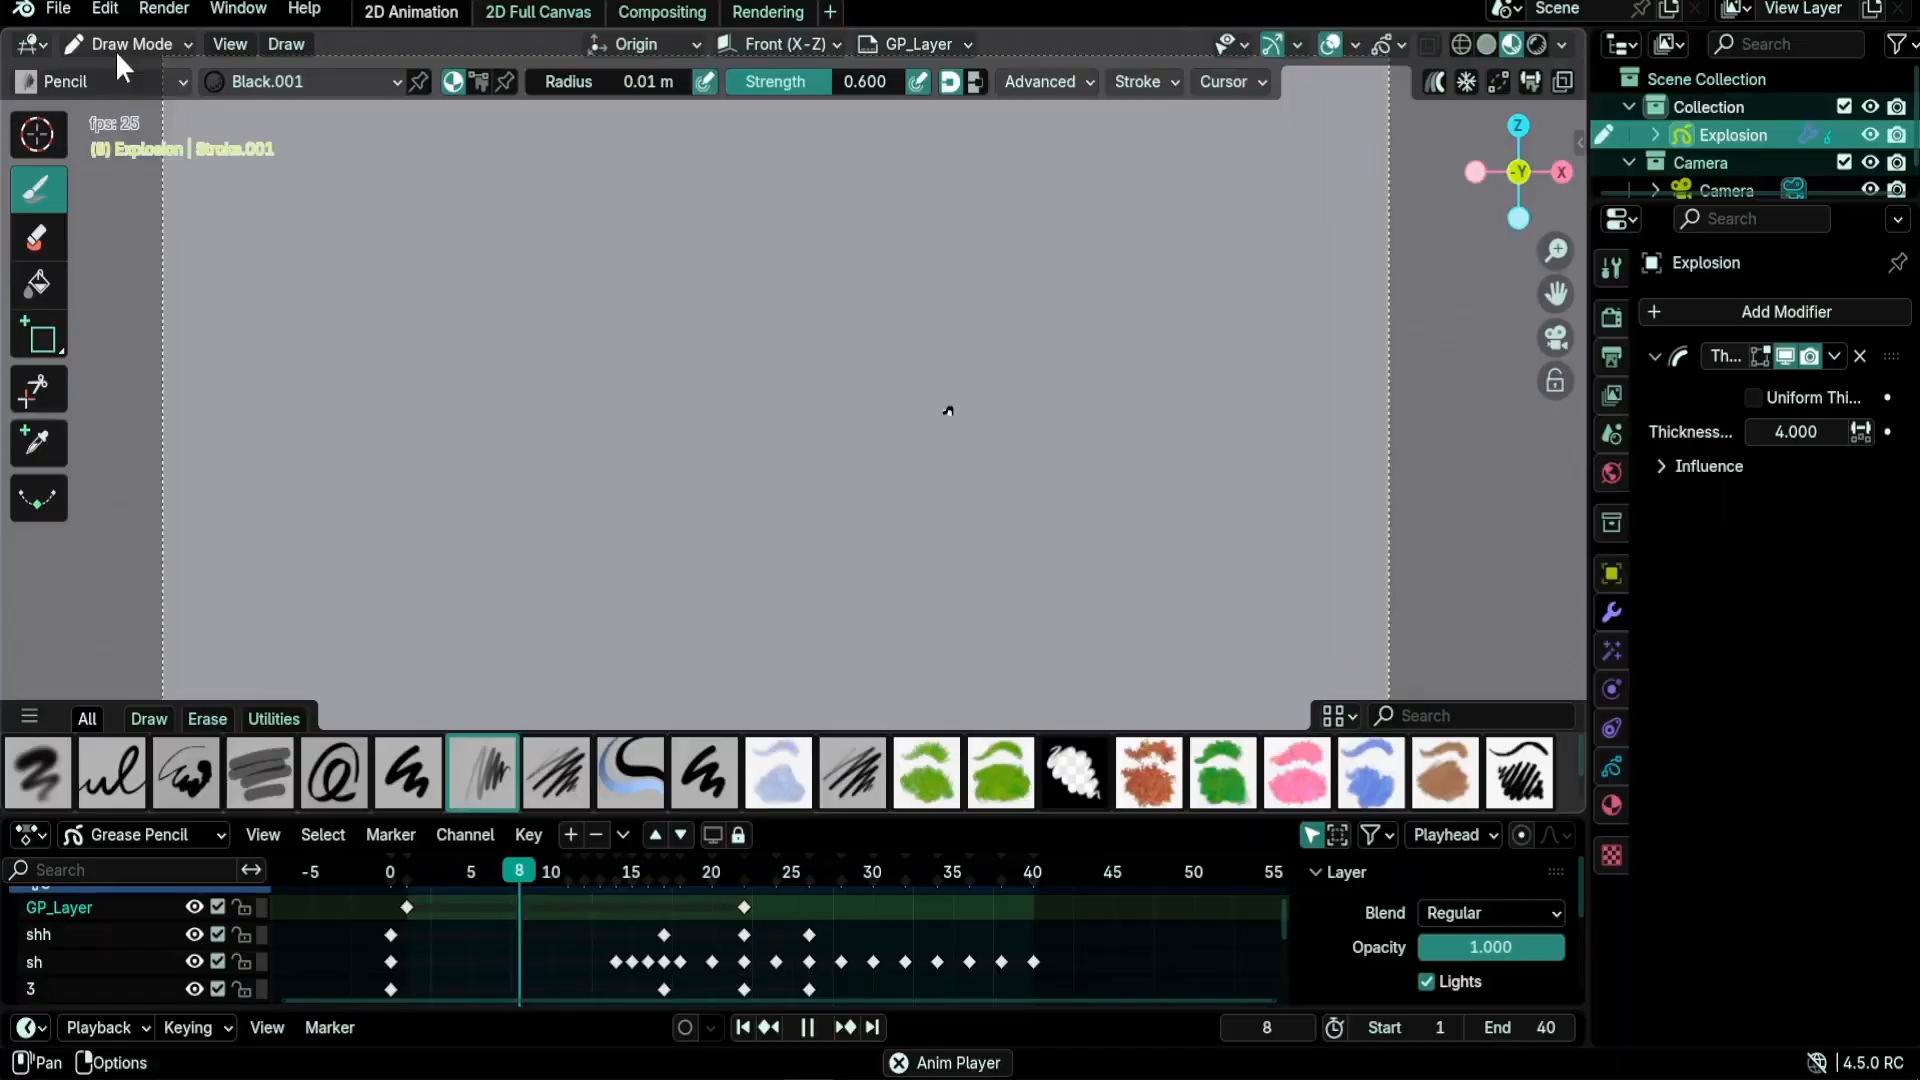 File Edit Render Window Help 2D Animation 2D Full Canvas Compositing Rendering + Scene View Layer
Draw Mode View Draw Origin Front (X-Z) GP_Layer Search
Pencil Black.001 Radius 0.01 m Strength 0.600 Advanced Stroke Cursor
Scene Collection
Collection
Explosion
Camera
Camera
fps: 25
(8) Explosion | Stroke.001
Z
-Y X
Search
Explosion
Add Modifier
Th...
Uniform Thi...
Thickness... 4.000
Influence
All Draw Erase Utilities Search
Grease Pencil View Select Marker Channel Key Playhead
Search -5 0 5 8 10 15 20 25 30 35 40 45 50 55
GP_Layer
shh
sh
3
Layer
Blend Regular
Opacity 1.000
Lights
Playback Keying View Marker 8 Start 1 End 40
Pan Options Anim Player 4.5.0 RC